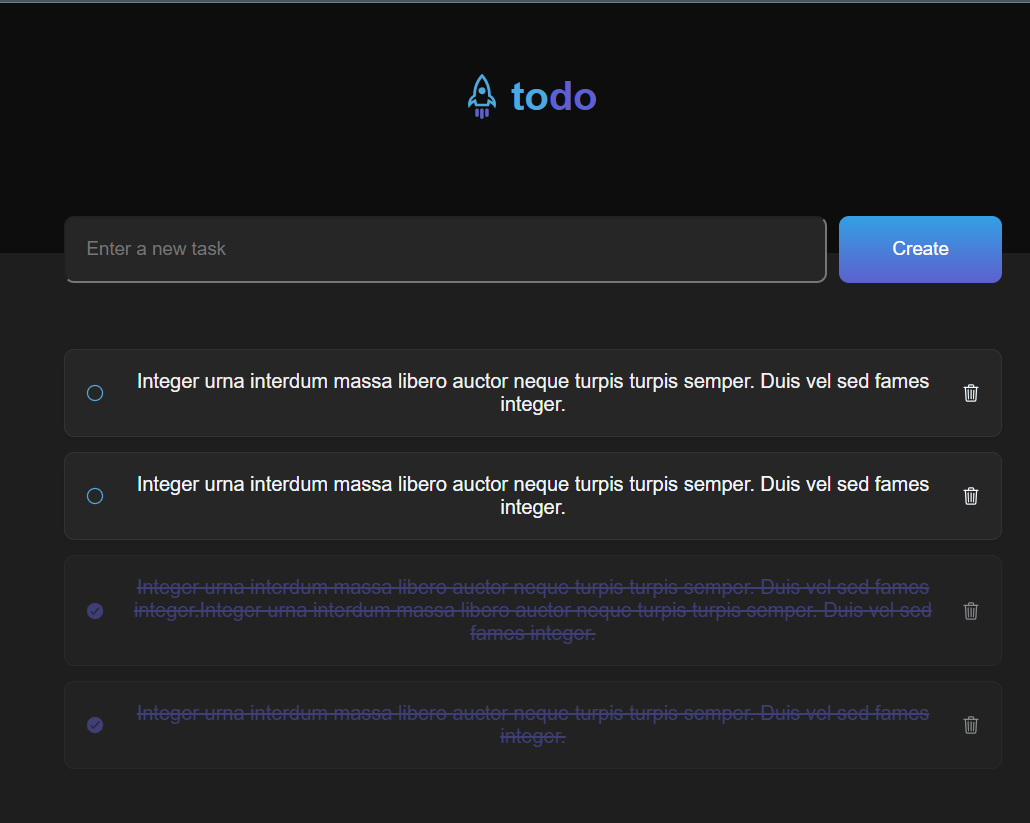 todo
Enter a new task
Create
Integer urna interdum massa libero auctor neque turpis turpis semper. Duis vel sed fames
integer.
Integer urna interdum massa libero auctor neque turpis turpis semper. Duis vel sed fames
integer.
Integer urna interdum massa libero auctor neque turpis turpis semper. Duis vel sed fames
integer.Integer urna interdum massa libero auctor neque turpis turpis semper. Duis vel sed
fames integer.
Integer urna interdum massa libero auctor neque turpis turpis semper. Duis vel sed fames
integer.